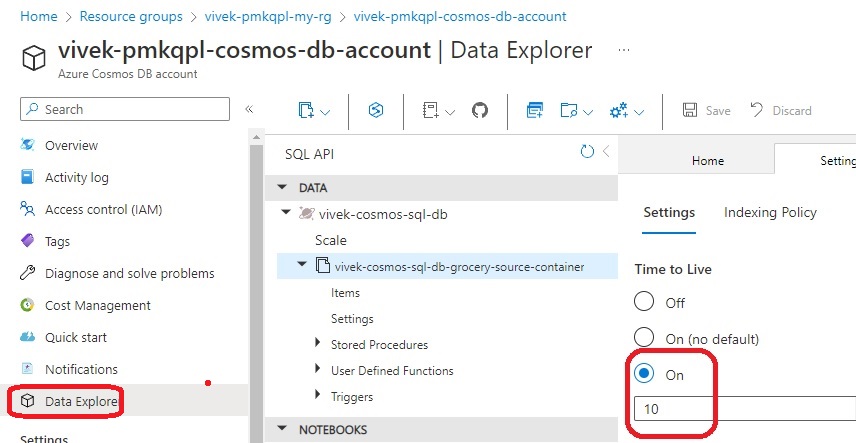 Home > Resource groups > vivek-pmkqpl-my-rg > vivek-pmkqpl-cosmos-db-account >
vivek-pmkqpl-cosmos-db-account | Data Explorer ...
Azure Cosmos DB account
Search
«
Save
Discard
Overview
Activity log
Access control (IAM)
Tags
Diagnose and solve problems
Cost Management
Quick start
Notifications
Data Explorer
Settings
SQL API
DATA
vivek-cosmos-sql-db
Scale
vivek-cosmos-sql-db-grocery-source-container
Items
Settings
Stored Procedures
User Defined Functions
Triggers
NOTEBOOKS
Home
Setting
Settings
Indexing Policy
Time to Live
Off
On (no default)
On
10